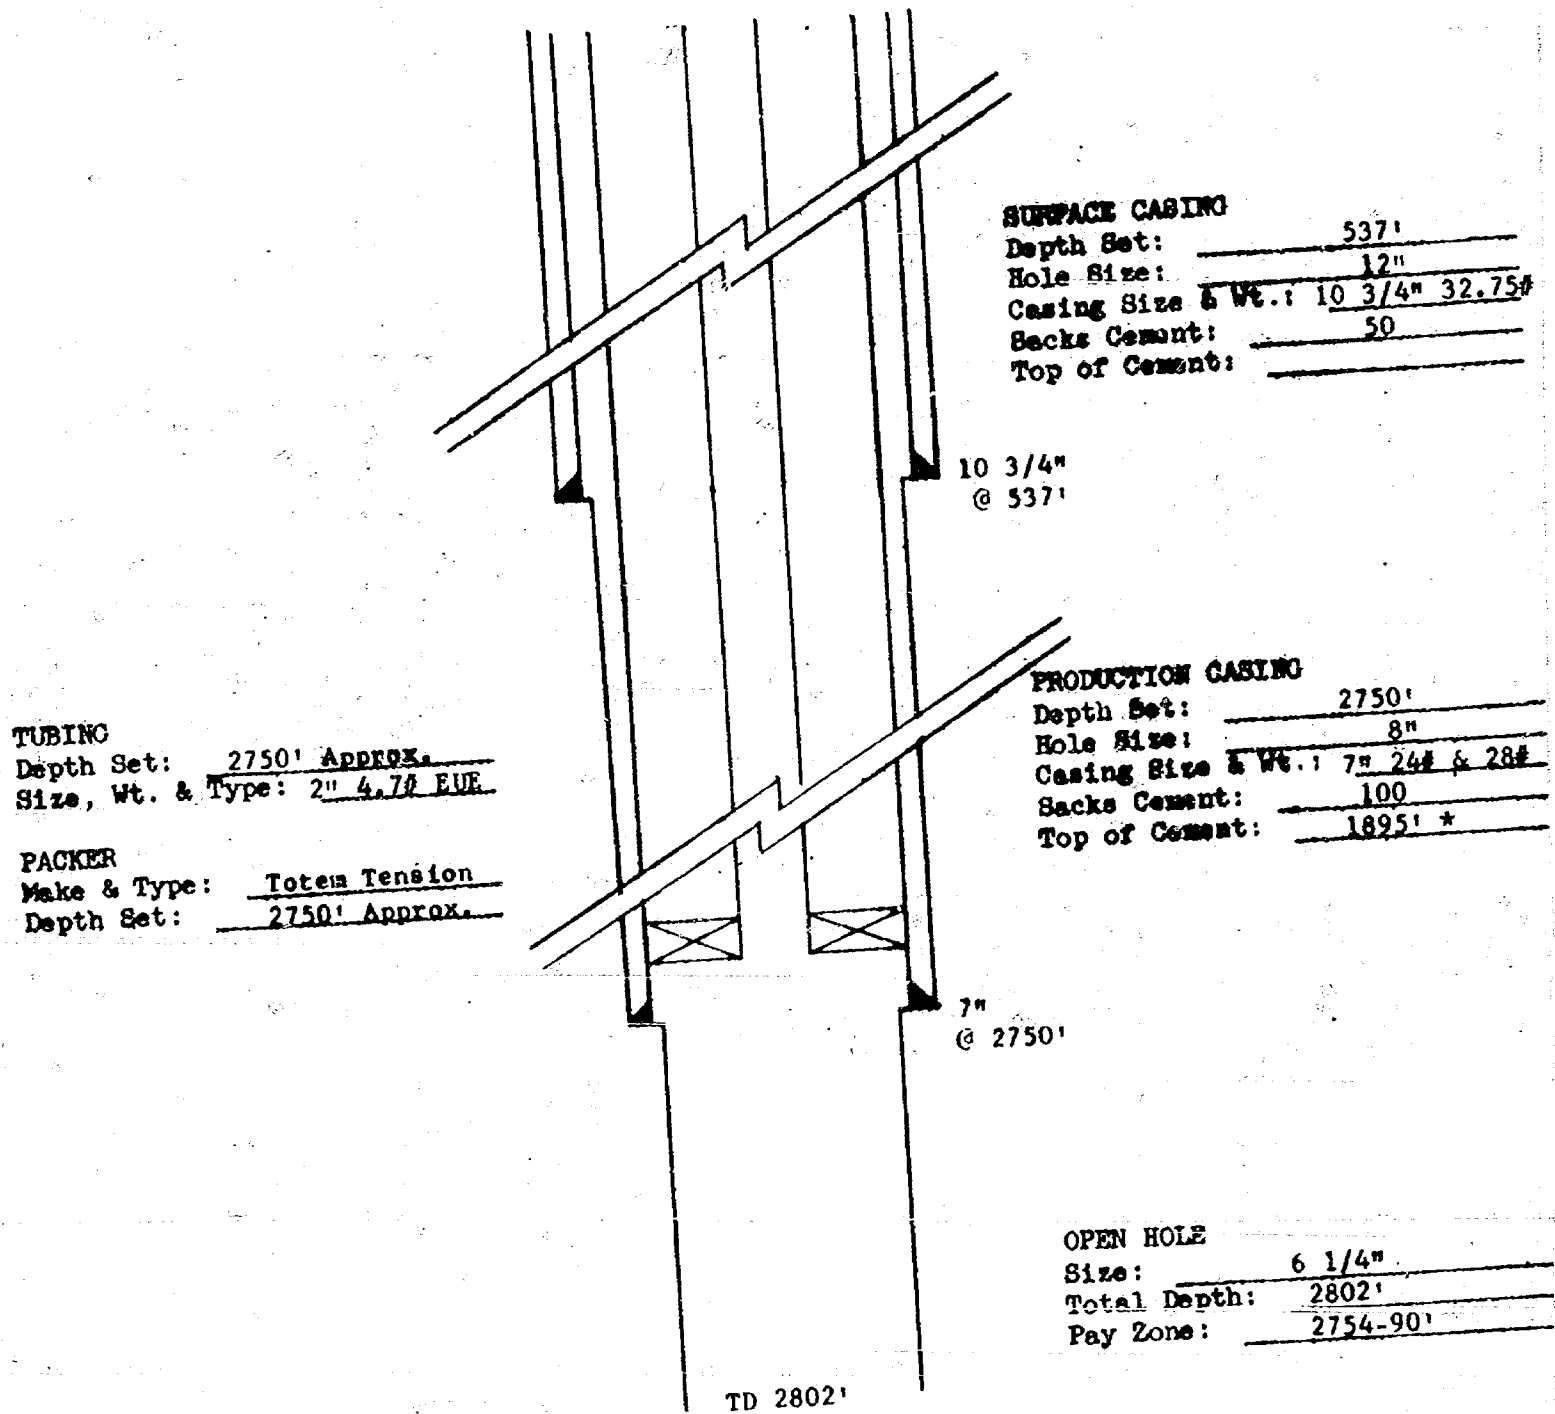 SURFACE CASING
Depth Set: 537'
Hole Size: 12"
Casing Size & Wt.: 10 3/4" 32.75#
Sacks Cement: 50
Top of Cement:
10 3/4"
@ 537'
PRODUCTION CASING
Depth Set: 2750'
Hole Size: 8"
Casing Size & Wt.: 7" 24# & 28#
Sacks Cement: 100
Top of Cement: 1895' *
TUBING
Depth Set: 2750' Approx.
Size, Wt. & Type: 2" 4.7# EUE
PACKER
Make & Type: Totem Tension
Depth Set: 2750' Approx.
7"
@ 2750'
OPEN HOLE
Size: 6 1/4"
Total Depth: 2802'
Pay Zone: 2754-90'
TD 2802'